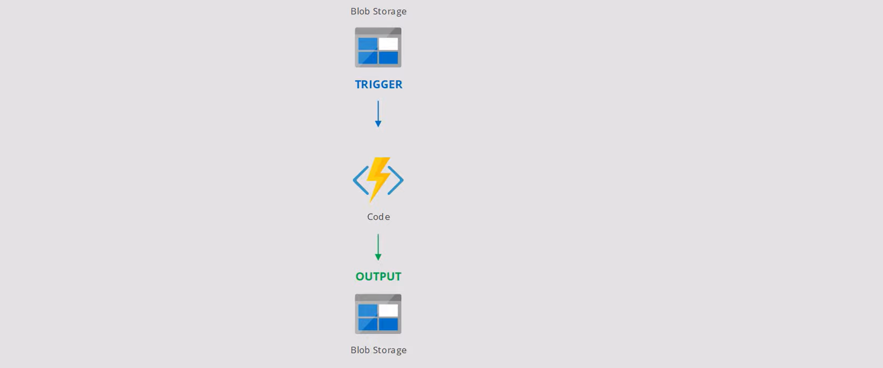 Blob Storage
TRIGGER
Code
OUTPUT
Blob Storage